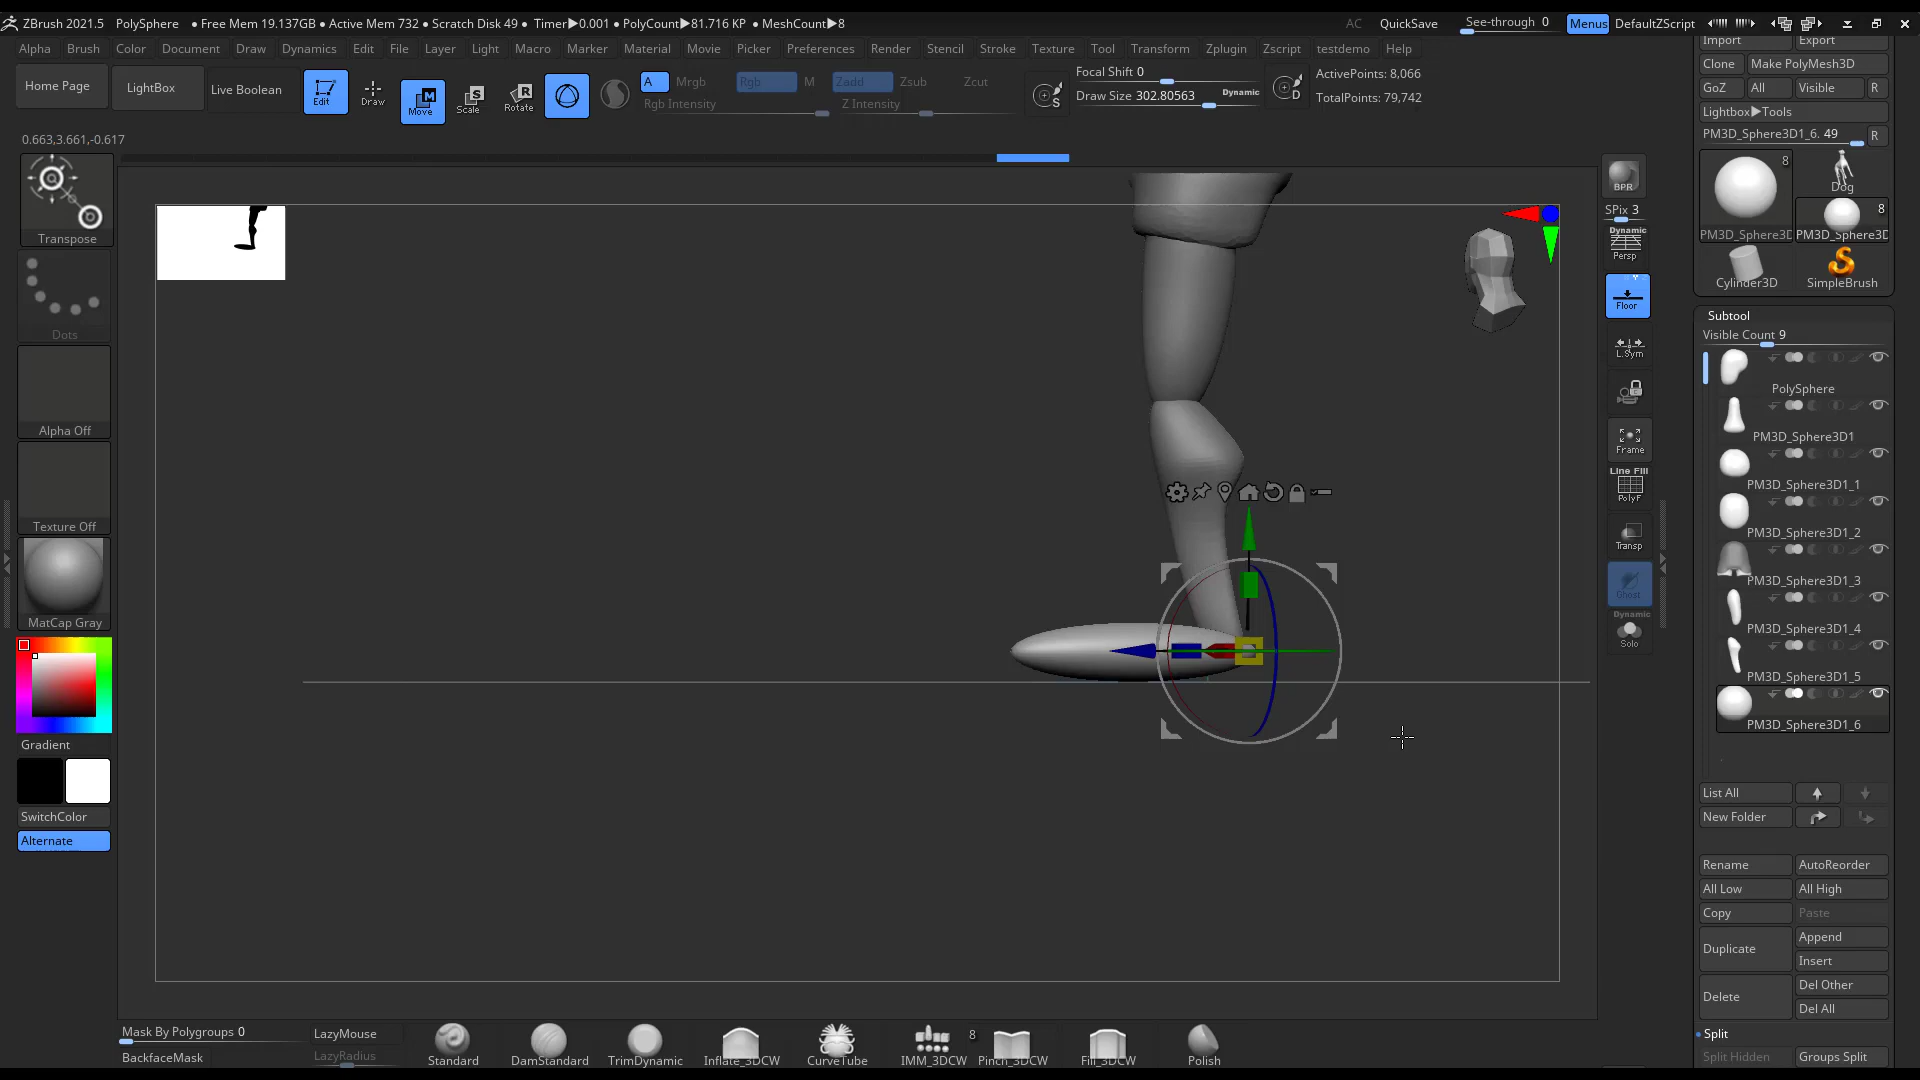 ZBrush 2021.5 PolySphere ● Free Mem 19.137GB ● Active Mem 732 ● Scratch Disk 49 ● Timer▶0.001 ● PolyCount▶81.716 KP ● MeshCount▶8 AC QuickSave See-through 0 Menus DefaultZScript
Alpha Brush Color Document Draw Dynamics Edit File Layer Light Macro Marker Material Movie Picker Preferences Render Stencil Stroke Texture Tool Transform Zplugin Zscript testdemo Help
Home Page LightBox Live Boolean Edit Draw Move Scale Rotate A Mrgb Rgb M Zadd Zsub Zcut
Rgb Intensity Z Intensity
S Focal Shift 0
Draw Size 302.80563 Dynamic D
ActivePoints: 8,066
TotalPoints: 79,742
0.663,3.661,-0.617
Transpose
Dots
Alpha Off
Texture Off
MatCap Gray
Gradient
SwitchColor
Alternate
BPR
SPix 3
Dynamic
Persp
Floor
L.Sym
Frame
Line Fill
PolyF
Transp
Ghost
Dynamic
Solo
Import Export
Clone Make PolyMesh3D
GoZ All Visible R
Lightbox▶Tools
PM3D_Sphere3D1_6. 49 R
8
Dog
8
PM3D_Sphere3D PM3D_Sphere3D
Cylinder3D SimpleBrush
Subtool
Visible Count 9
PolySphere
PM3D_Sphere3D1
PM3D_Sphere3D1_1
PM3D_Sphere3D1_2
PM3D_Sphere3D1_3
PM3D_Sphere3D1_4
PM3D_Sphere3D1_5
PM3D_Sphere3D1_6
List All
New Folder
Rename AutoReorder
All Low All High
Copy Paste
Duplicate Append
Insert
Delete Del Other
Del All
Split
Split Hidden Groups Split
Mask By Polygroups 0
BackfaceMask
LazyMouse
LazyRadius
Standard DamStandard TrimDynamic Inflate_3DCW CurveTube IMM_3DCW 8 Pinch_3DCW Fill_3DCW Polish